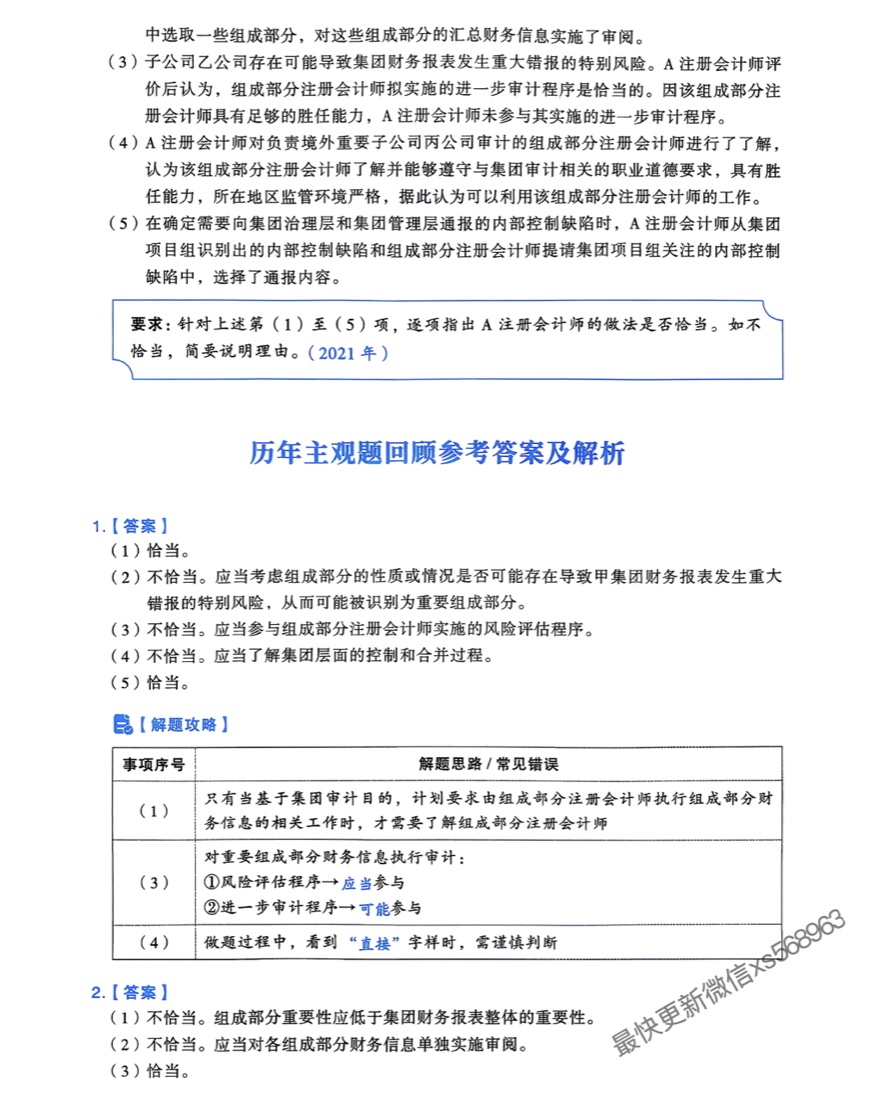 中选取一些组成部分，对这些组成部分的汇总财务信息实施了审阅。
（3）子公司乙公司存在可能导致集团财务报表发生重大错报的特别风险。A 注册会计师评
价后认为，组成部分注册会计师拟实施的进一步审计程序是恰当的。因该组成部分注
册会计师具有足够的胜任能力，A 注册会计师未参与其实施的进一步审计程序。
（4）A 注册会计师对负责境外重要子公司丙公司审计的组成部分注册会计师进行了了解，
认为该组成部分注册会计师了解并能够遵守与集团审计相关的职业道德要求，具有胜
任能力，所在地区监管环境严格，据此认为可以利用该组成部分注册会计师的工作。
（5）在确定需要向集团治理层和集团管理层通报的内部控制缺陷时，A 注册会计师从集团
项目组识别出的内部控制缺陷和组成部分注册会计师提请集团项目组关注的内部控制
缺陷中，选择了通报内容。
要求：针对上述第（1）至（5）项，逐项指出 A 注册会计师的做法是否恰当。如不
恰当，简要说明理由。（2021 年）
历年主观题回顾参考答案及解析
1.【答案】
（1）恰当。
（2）不恰当。应当考虑组成部分的性质或情况是否可能存在导致甲集团财务报表发生重大
错报的特别风险，从而可能被识别为重要组成部分。
（3）不恰当。应当参与组成部分注册会计师实施的风险评估程序。
（4）不恰当。应当了解集团层面的控制和合并过程。
（5）恰当。
【解题攻略】
事项序号 解题思路/常见错误
（1） 只有当基于集团审计目的，计划要求由组成部分注册会计师执行组成部分财
务信息的相关工作时，才需要了解组成部分注册会计师
对重要组成部分财务信息执行审计：
（3） ①风险评估程序→应当参与
②进一步审计程序→可能参与
（4） 做题过程中，看到“直接”字样时，需谨慎判断
2.【答案】
（1）不恰当。组成部分重要性应低于集团财务报表整体的重要性。
（2）不恰当。应当对各组成部分财务信息单独实施审阅。
（3）恰当。
最快更新微信xs568963